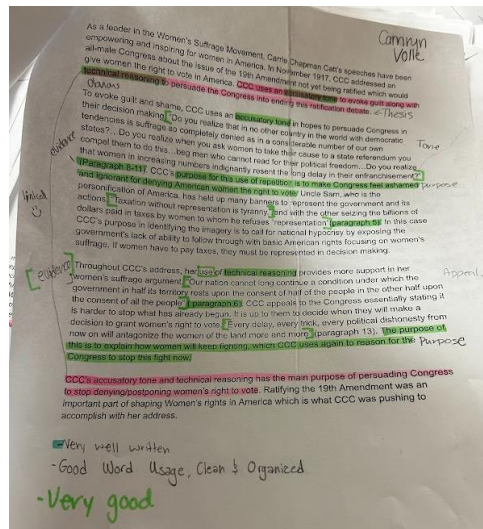 Camryn
Volle
As a leader in the Women's Suffrage Movement, Carrie Chapman Catt's speeches have been
empowering and inspiring for women in America. In November 1917, CCC addressed an
all-male Congress about the issue of the 19th Amendment not yet being ratified which would
give women the right to vote in America. CCC uses an accusatory tone to evoke guilt along with
technical reasoning to persuade the Congress into ending this ratification debate. Thesis
To evoke guilt and shame, CCC uses an accusatory tone in hopes to persuade Congress in
their decision making. "Do you realize that in no other country in the world with democratic
Tone
tendencies is suffrage so completely denied as in a considerable number of our own
states?...Do you realize when you ask women to take their cause to a state referendum you
compel them to do this...beg men who cannot read for their political freedom...Do you realize
that women in increasing numbers indignantly resent the long delay in their enfranchisement?"
(Paragraph 8-11) CCC's purpose for this use of repetition is to make Congress feel ashamed purpose
and ignorant for denying American women the right to vote. Uncle Sam, who is the
personification of America, has held up many banners to represent the government and its
actions. "Taxation without representation is tyranny," and with the other seizing the billions of
dollars paid in taxes by women to whom he refuses "representation" (paragraph 5). In this case
CCC's purpose in identifying the imagery is to call for national hypocrisy by exposing the
government's lack of ability to follow through with basic American rights focusing on women's
suffrage. If women have to pay taxes, they must be represented in decision making.
evidence
linked
[evidence]
Throughout CCC's address, her use of technical reasoning provides more support in her
Appeal
women's suffrage argument. "Our nation cannot long continue a condition under which the
government in half its territory rests upon the consent of half of the people in the other half upon
the consent of all the people" (paragraph 6). CCC appeals to the Congress essentially stating it
is harder to stop what has already begun. It is up to them to decide when they will make a
decision to grant women's right to vote. "Every delay, every trick, every political dishonesty from
now on will antagonize the women of the land more and more" (paragraph 13). The purpose of
this is to explain how women will keep fighting, which CCC uses again to reason for the Purpose
Congress to stop this fight now.
CCC's accusatory tone and technical reasoning has the main purpose of persuading Congress
to stop denying/postponing women's right to vote. Ratifying the 19th Amendment was an
important part of shaping Women's rights in America which is what CCC was pushing to
accomplish with her address.
-Very well written
-Good Word Usage, Clean & Organized
-Very good